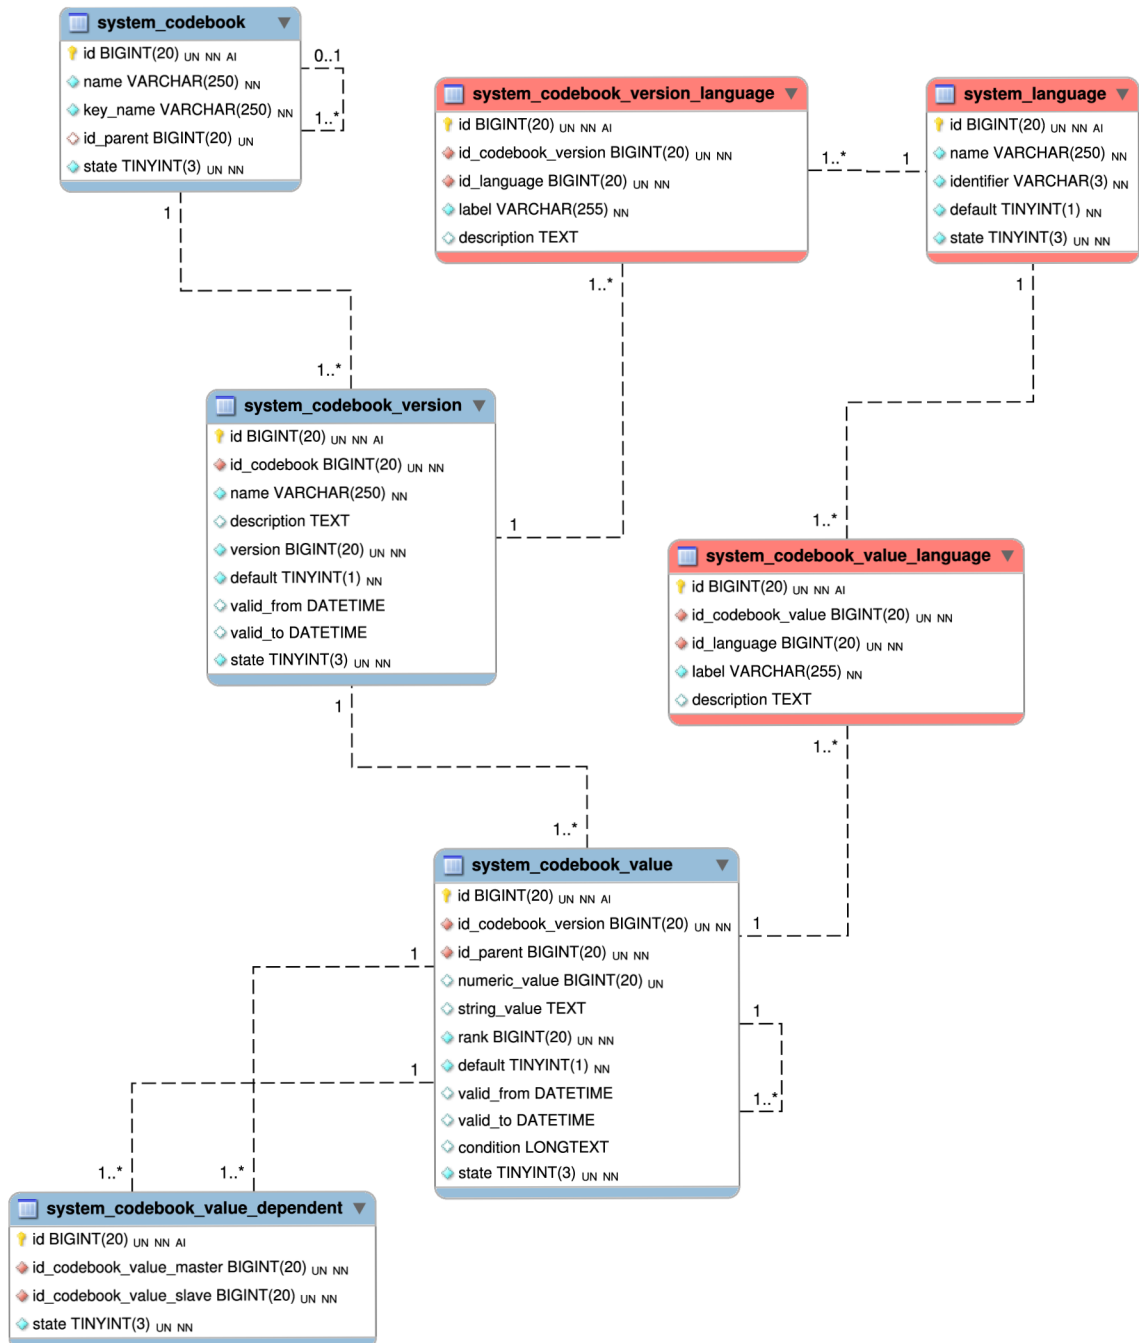 system_codebook
id BIGINT(20) UN NN AI
name VARCHAR(250) NN
key_name VARCHAR(250) NN
id_parent BIGINT(20) UN
state TINYINT(3) UN NN
0..1
1..*
system_codebook_version_language
id BIGINT(20) UN NN AI
id_codebook_version BIGINT(20) UN NN
id_language BIGINT(20) UN NN
label VARCHAR(255) NN
description TEXT
1..*
1
system_language
id BIGINT(20) UN NN AI
name VARCHAR(250) NN
identifier VARCHAR(3) NN
default TINYINT(1) NN
state TINYINT(3) UN NN
1
1..*
1
1..*
system_codebook_version
id BIGINT(20) UN NN AI
id_codebook BIGINT(20) UN NN
name VARCHAR(250) NN
description TEXT
version BIGINT(20) UN NN
default TINYINT(1) NN
valid_from DATETIME
valid_to DATETIME
state TINYINT(3) UN NN
1
1..*
system_codebook_value_language
id BIGINT(20) UN NN AI
id_codebook_value BIGINT(20) UN NN
id_language BIGINT(20) UN NN
label VARCHAR(255) NN
description TEXT
1
1..*
1..*
system_codebook_value
id BIGINT(20) UN NN AI
id_codebook_version BIGINT(20) UN NN
id_parent BIGINT(20) UN NN
numeric_value BIGINT(20) UN
string_value TEXT
rank BIGINT(20) UN NN
default TINYINT(1) NN
valid_from DATETIME
valid_to DATETIME
condition LONGTEXT
state TINYINT(3) UN NN
1
1
1..*
1
1
1..*
1..*
system_codebook_value_dependent
id BIGINT(20) UN NN AI
id_codebook_value_master BIGINT(20) UN NN
id_codebook_value_slave BIGINT(20) UN NN
state TINYINT(3) UN NN